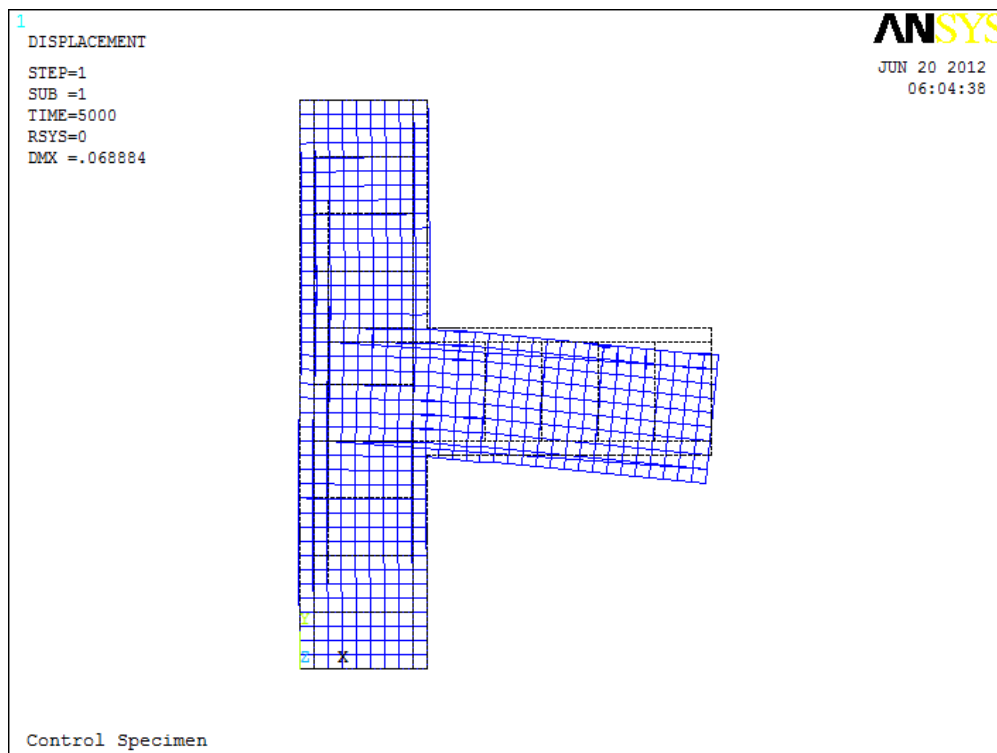 1
DISPLACEMENT
STEP=1
SUB =1
TIME=5000
RSYS=0
DMX =.068884
ANSYS
JUN 20 2012
06:04:38
Y
Z X
Control Specimen